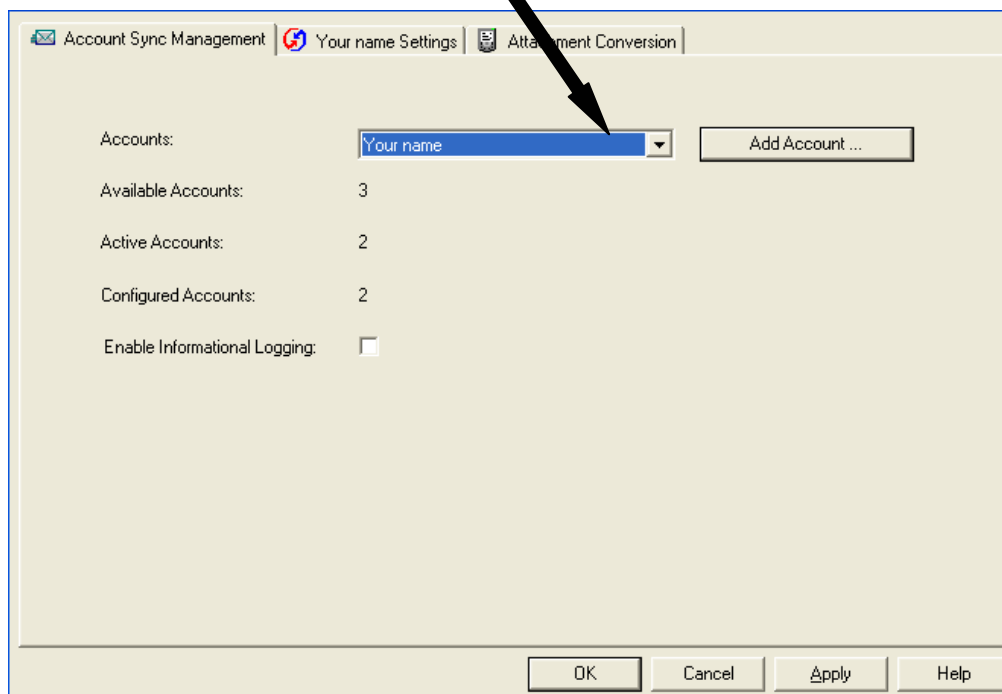 Account Sync Management Your name Settings Attachment Conversion
Accounts: Your name Add Account ...
Available Accounts: 3
Active Accounts: 2
Configured Accounts: 2
Enable Informational Logging:
OK Cancel Apply Help